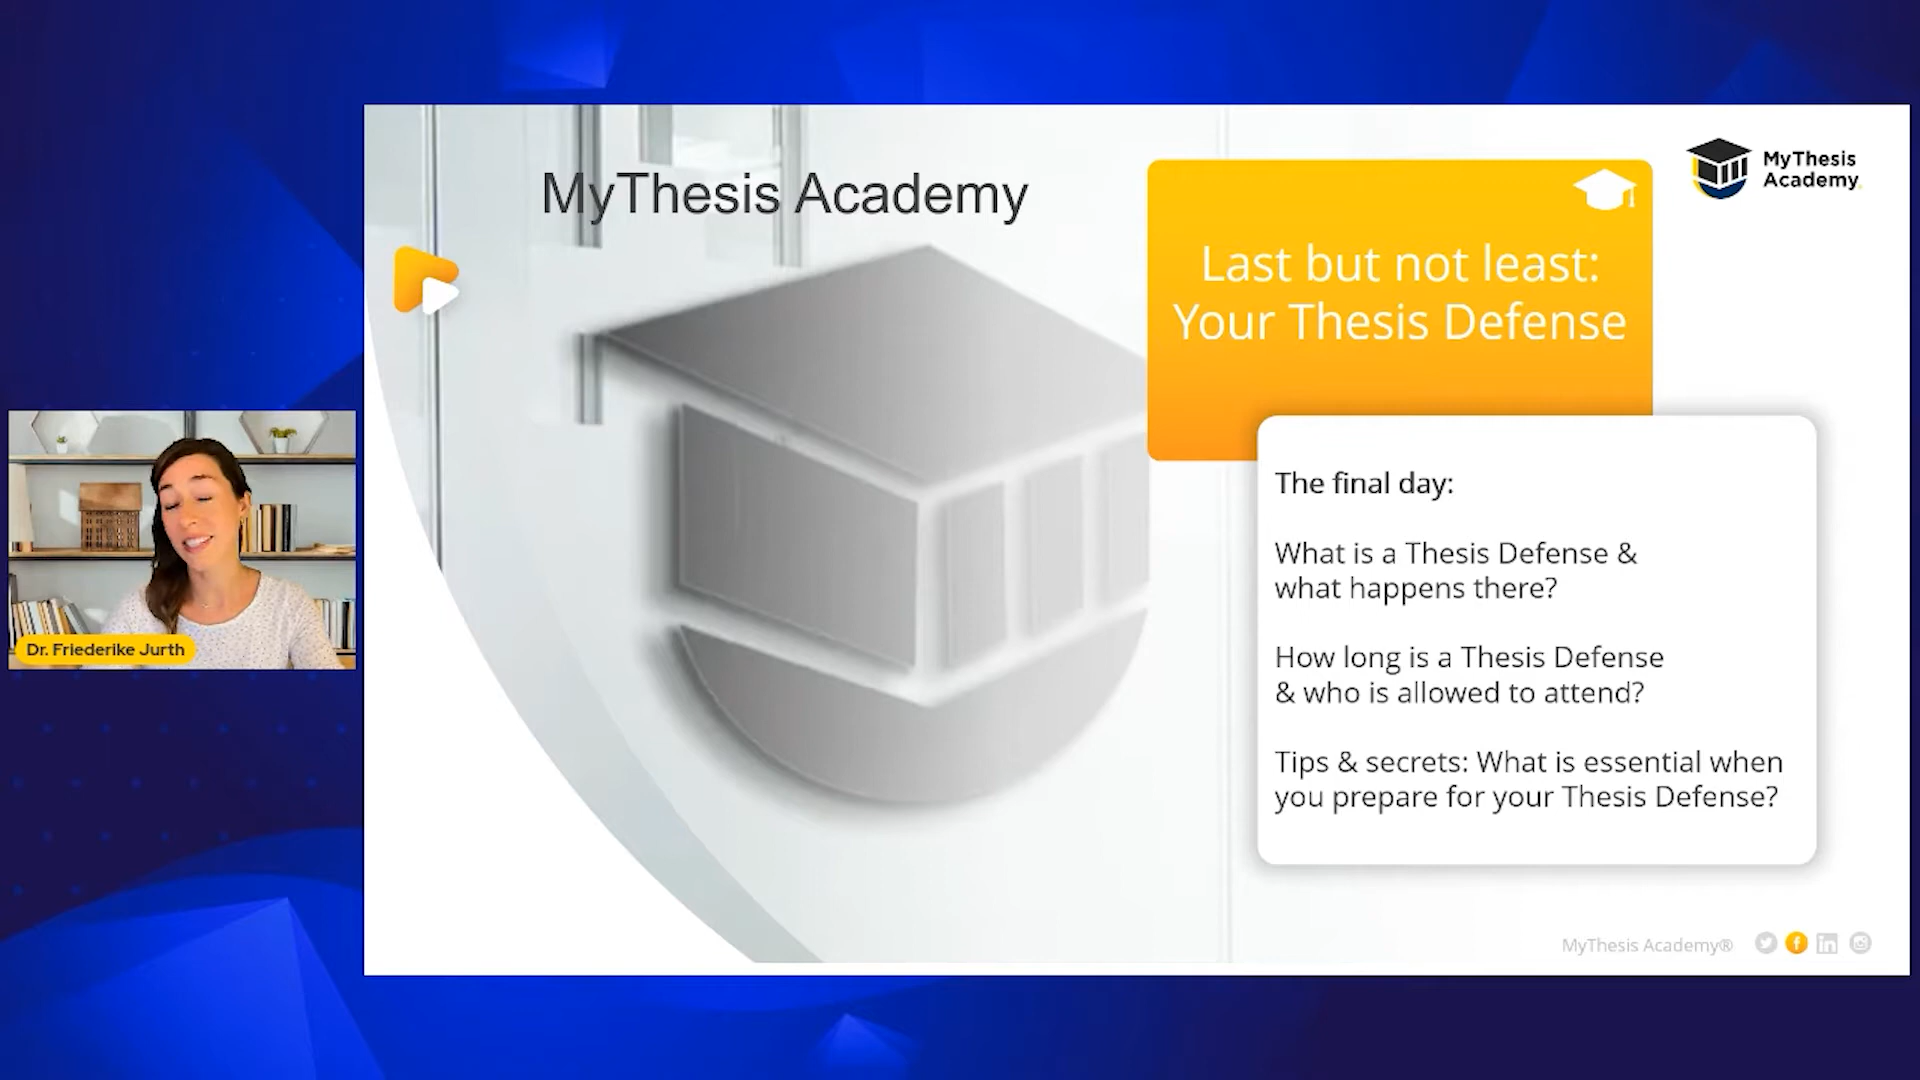 MyThesis Academy
MyThesis
Academy
Last but not least:
Your Thesis Defense
The final day:
What is a Thesis Defense &
what happens there?
How long is a Thesis Defense
& who is allowed to attend?
Tips & secrets: What is essential when
you prepare for your Thesis Defense?
Dr. Friederike Jurth
MyThesis Academy®